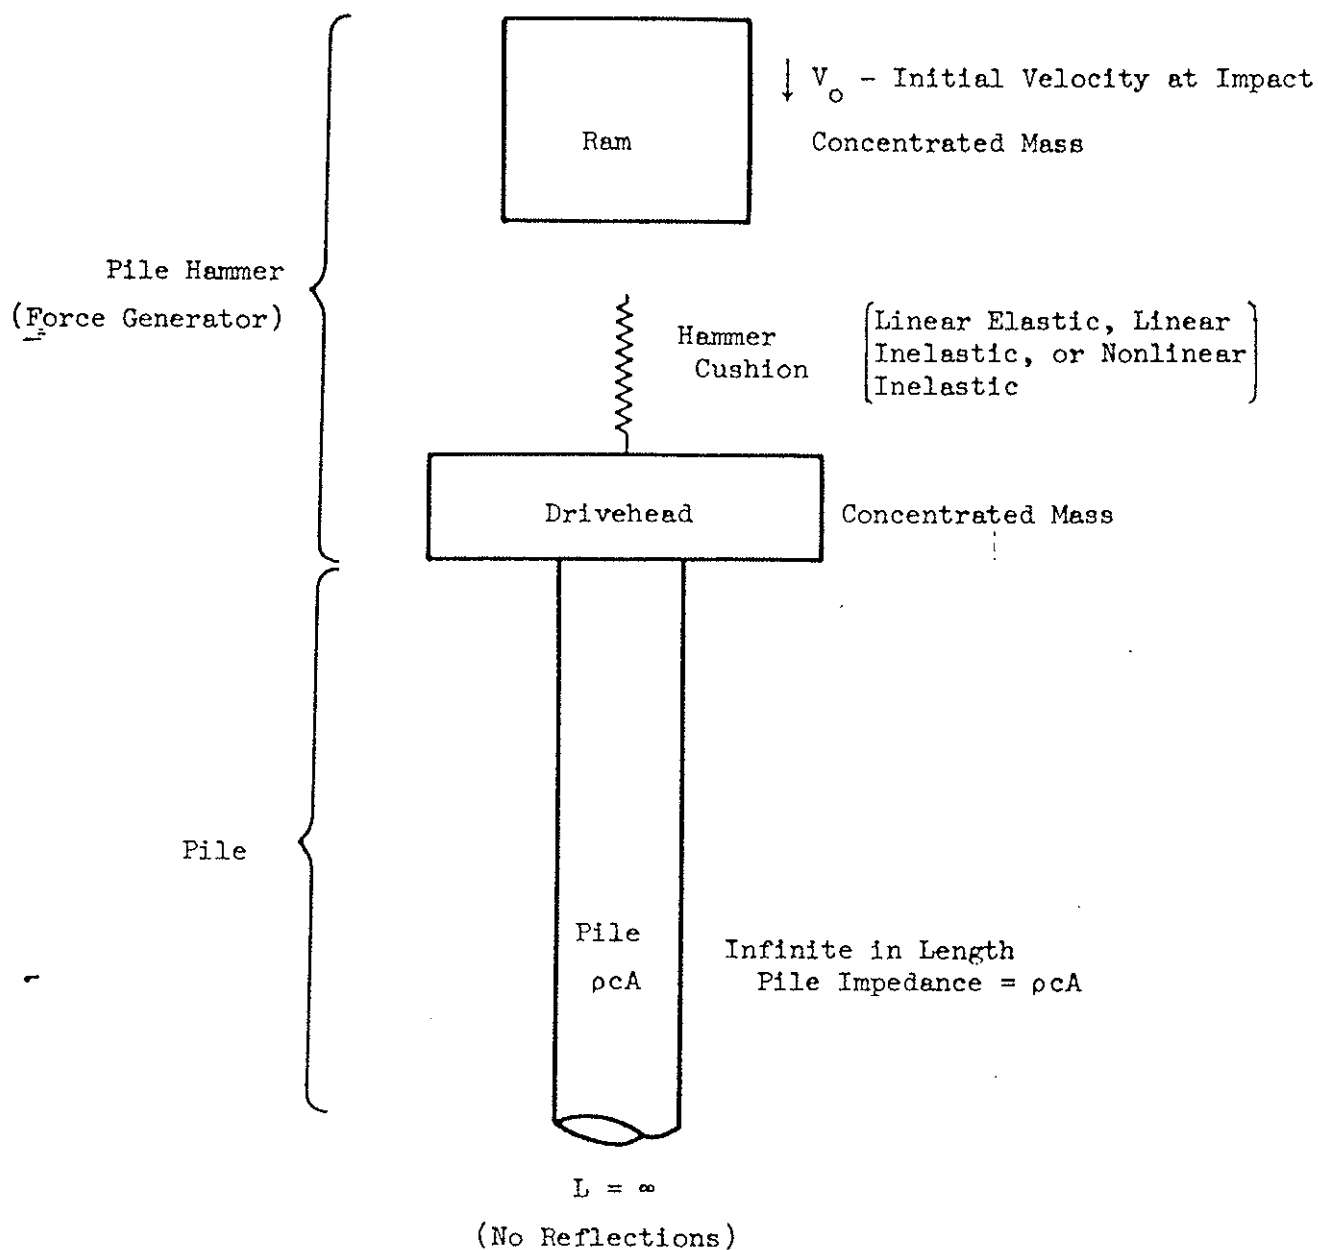 V₀ - Initial Velocity at Impact
Ram
Concentrated Mass
Pile Hammer
(Force Generator)
Hammer
Cushion
Linear Elastic, Linear
Inelastic, or Nonlinear
Inelastic
Drivehead
Concentrated Mass
Pile
Pile
ρcA
Infinite in Length
Pile Impedance = ρcA
L = ∞
(No Reflections)